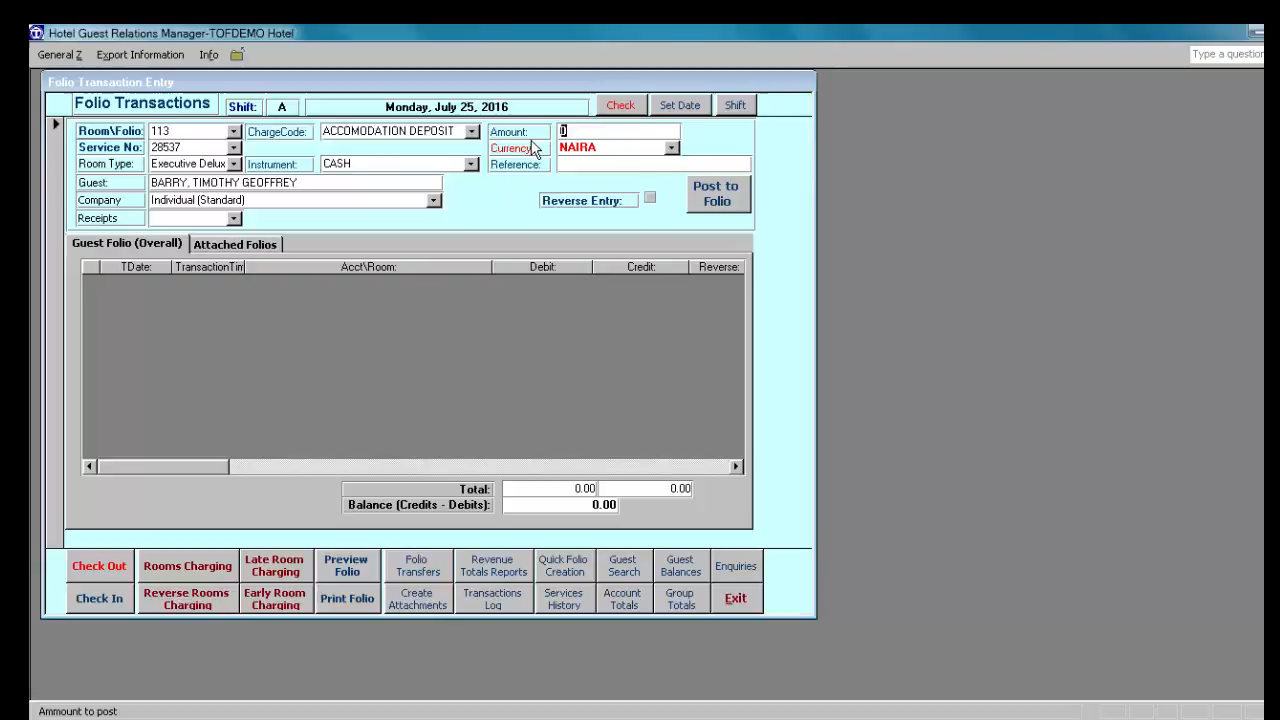 Hotel Guest Relations Manager-TOFDEMO Hotel
General Z Export Information Info
Type a question
Folio Transaction Entry
Folio Transactions Shift: A Monday, July 25, 2016 Check Set Date Shift
Room\Folio: 113 ChargeCode: ACCOMODATION DEPOSIT Amount: 0
Service No: 28537 Currency NAIRA
Room Type: Executive Delux Instrument: CASH Reference:
Guest: BARRY, TIMOTHY GEOFFREY
Post to Folio
Company Individual (Standard) Reverse Entry:
Receipts
Guest Folio (Overall) Attached Folios
TDate: TransactionTim Acct\Room: Debit: Credit: Reverse:
Total: 0.00 0.00
Balance (Credits - Debits): 0.00
Check Out Rooms Charging Late Room Charging Preview Folio Folio Transfers Revenue Totals Reports Quick Folio Creation Guest Search Guest Balances Enquiries
Check In Reverse Rooms Charging Early Room Charging Print Folio Create Attachments Transactions Log Services History Account Totals Group Totals Exit
Ammount to post